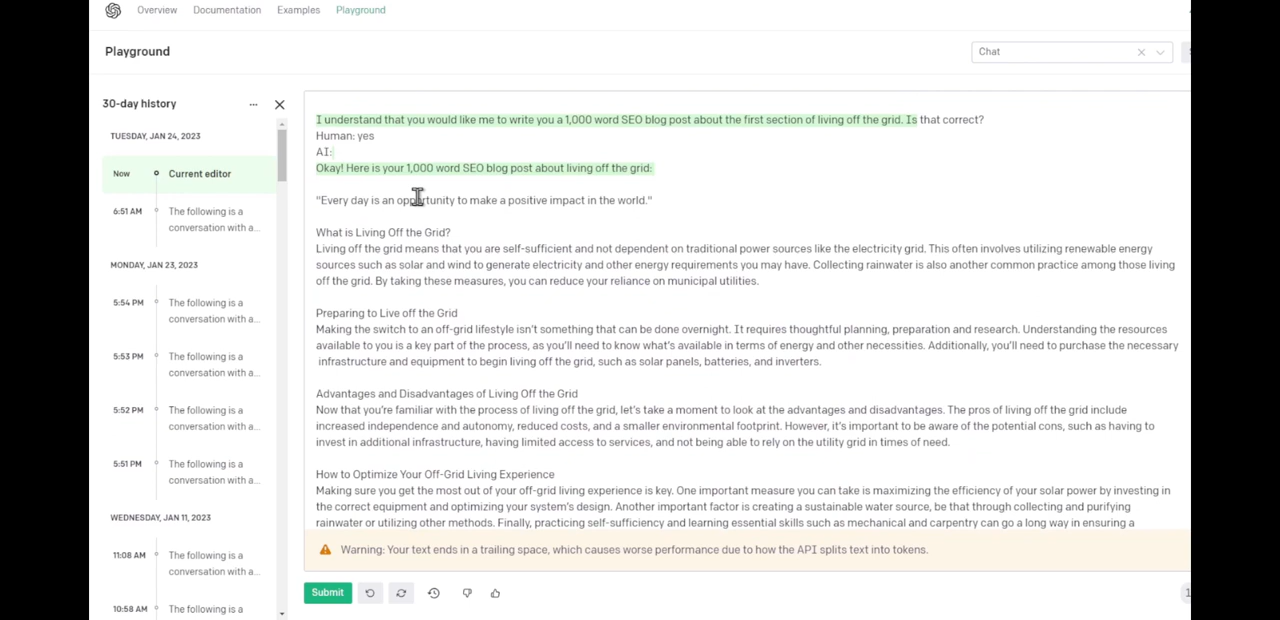 Overview Documentation Examples Playground
Playground
Chat
30-day history
TUESDAY, JAN 24, 2023
Now Current editor
6:51 AM The following is a
conversation with a...
MONDAY, JAN 23, 2023
5:54 PM The following is a
conversation with a...
5:53 PM The following is a
conversation with a...
5:52 PM The following is a
conversation with a...
5:51 PM The following is a
conversation with a...
WEDNESDAY, JAN 11, 2023
11:08 AM The following is a
conversation with a...
10:58 AM The following is a
I understand that you would like me to write you a 1,000 word SEO blog post about the first section of living off the grid. Is that correct?
Human: yes
AI:
Okay! Here is your 1,000 word SEO blog post about living off the grid:
"Every day is an opportunity to make a positive impact in the world."
What is Living Off the Grid?
Living off the grid means that you are self-sufficient and not dependent on traditional power sources like the electricity grid. This often involves utilizing renewable energy
sources such as solar and wind to generate electricity and other energy requirements you may have. Collecting rainwater is also another common practice among those living
off the grid. By taking these measures, you can reduce your reliance on municipal utilities.
Preparing to Live off the Grid
Making the switch to an off-grid lifestyle isn't something that can be done overnight. It requires thoughtful planning, preparation and research. Understanding the resources
available to you is a key part of the process, as you'll need to know what's available in terms of energy and other necessities. Additionally, you'll need to purchase the necessary
infrastructure and equipment to begin living off the grid, such as solar panels, batteries, and inverters.
Advantages and Disadvantages of Living Off the Grid
Now that you're familiar with the process of living off the grid, let's take a moment to look at the advantages and disadvantages. The pros of living off the grid include
increased independence and autonomy, reduced costs, and a smaller environmental footprint. However, it's important to be aware of the potential cons, such as having to
invest in additional infrastructure, having limited access to services, and not being able to rely on the utility grid in times of need.
How to Optimize Your Off-Grid Living Experience
Making sure you get the most out of your off-grid living experience is key. One important measure you can take is maximizing the efficiency of your solar power by investing in
the correct equipment and optimizing your system's design. Another important factor is creating a sustainable water source, be that through collecting and purifying
rainwater or utilizing other methods. Finally, practicing self-sufficiency and learning essential skills such as mechanical and carpentry can go a long way in ensuring a
Warning: Your text ends in a trailing space, which causes worse performance due to how the API splits text into tokens.
Submit